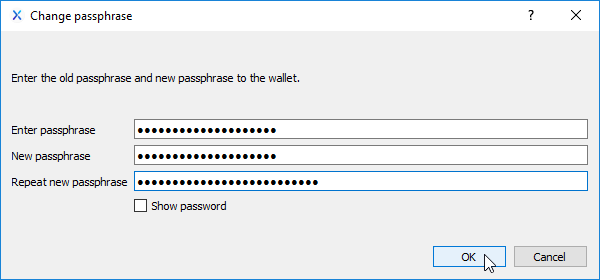 Change passphrase ?
Enter the old passphrase and new passphrase to the wallet.
Enter passphrase ●●●●●●●●●●●●●●●●●●●●
New passphrase ●●●●●●●●●●●●●●●●●●●●
Repeat new passphrase ●●●●●●●●●●●●●●●●●●●●●●●●●●
Show password
OK Cancel